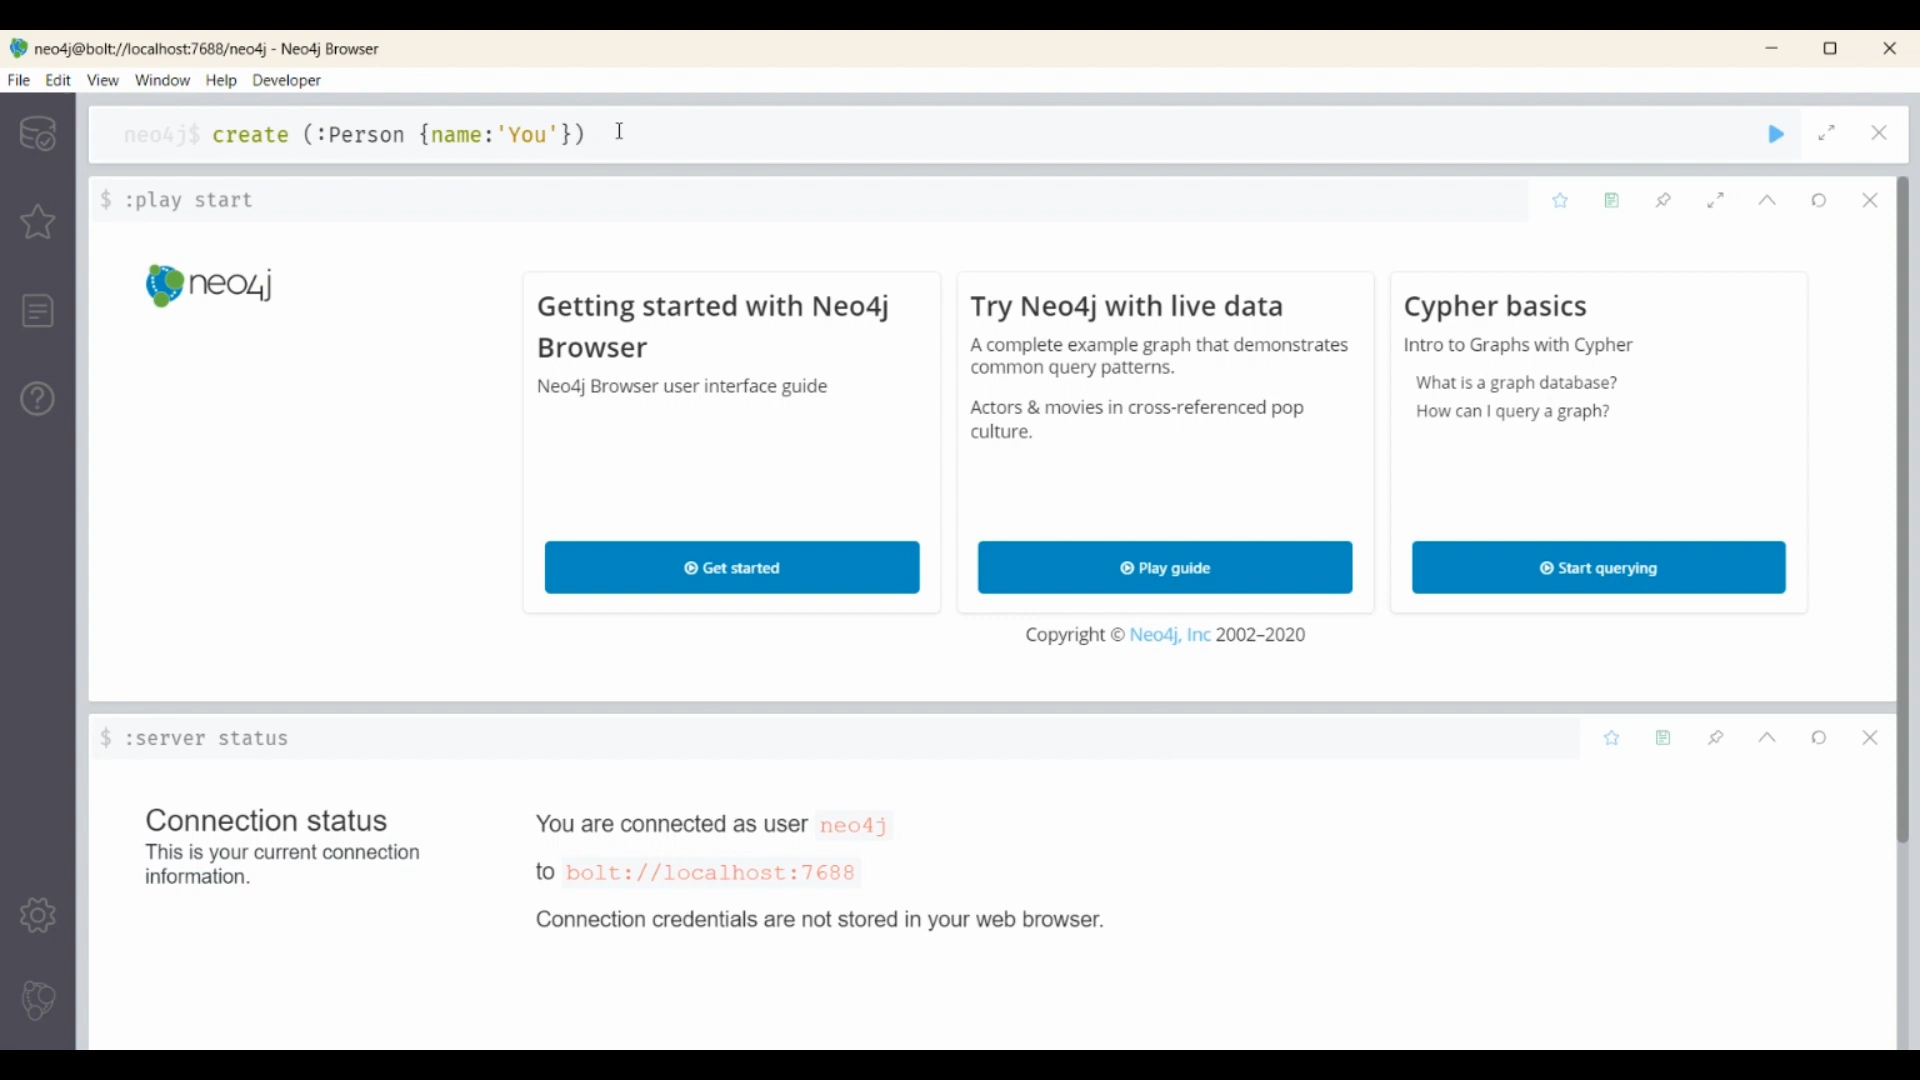 neo4j@bolt://localhost:7688/neo4j - Neo4j Browser
File Edit View Window Help Developer
neo4j$ create (:Person {name:'You'})
$ :play start
neo4j
Getting started with Neo4j
Browser
Neo4j Browser user interface guide
Get started
Try Neo4j with live data
A complete example graph that demonstrates
common query patterns.
Actors & movies in cross-referenced pop
culture.
Play guide
Cypher basics
Intro to Graphs with Cypher
What is a graph database?
How can I query a graph?
Start querying
Copyright © Neo4j, Inc 2002–2020
$ :server status
Connection status
This is your current connection
information.
You are connected as user neo4j
to bolt://localhost:7688
Connection credentials are not stored in your web browser.